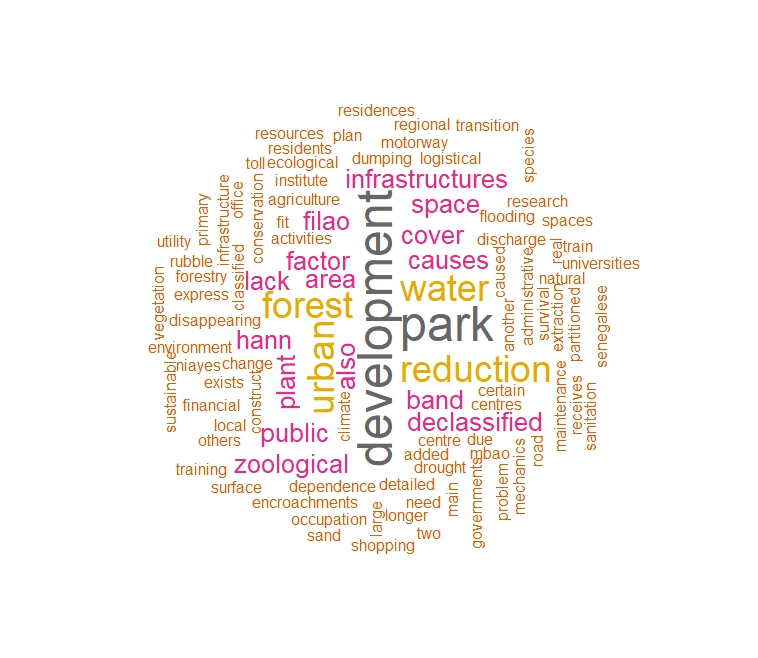 residences
regional
transition
resources
plan
motorway
residents
species
toll
ecological
dumping
logistical
institute
infrastructures
infrastructure
office
conservation
agriculture
space
research
primary
fit
filao
flooding
spaces
utility
activities
cover
discharge
real
train
rubble
classified
factor
causes
caused
universities
forestry
lack
area
development
water
administrative
natural
vegetation
express
forest
another
survival
extraction
partitioned
senegalese
disappearing
urban
park
environment
hann
also
niayes
change
plant
reduction
sustainable
exists
construct
climate
certain
maintenance
receives
sanitation
financial
band
centres
local
public
declassified
others
centre
due
road
zoological
added
mbao
training
drought
problem
mechanics
surface
dependence
detailed
governments
encroachments
need
main
occupation
large
longer
sand
two
shopping